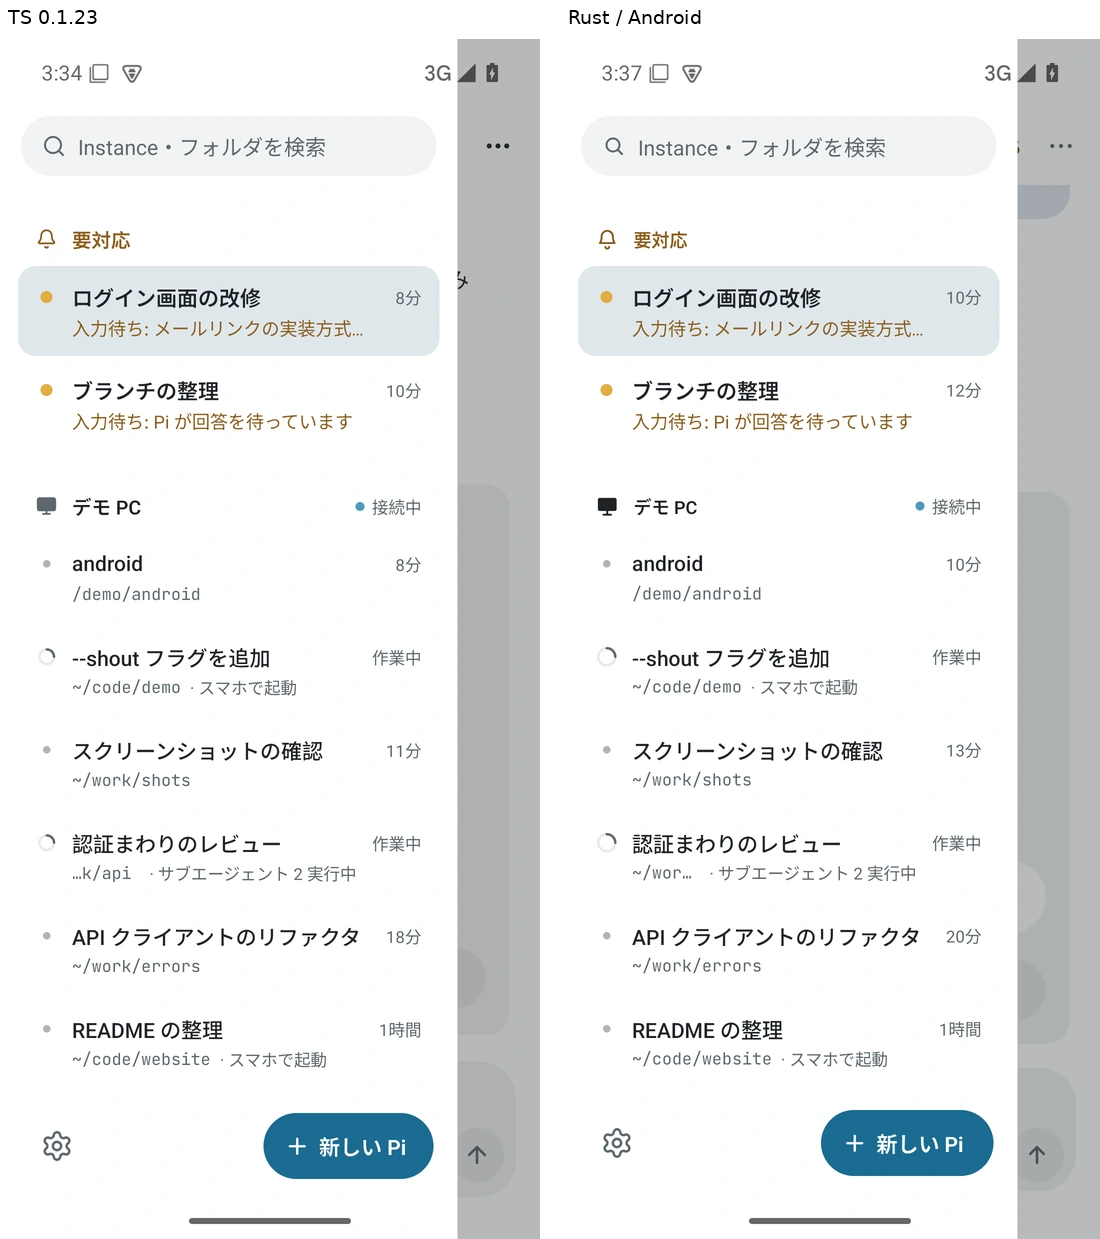 TS 0.1.23
3:34
3G
Instance・フォルダを検索
要対応
ログイン画面の改修 8分
入力待ち: メールリンクの実装方式…
み
ブランチの整理 10分
入力待ち: Pi が回答を待っています
デモ PC 接続中
android 8分
/demo/android
--shout フラグを追加 作業中
~/code/demo · スマホで起動
スクリーンショットの確認 11分
~/work/shots
認証まわりのレビュー 作業中
…k/api · サブエージェント 2 実行中
API クライアントのリファクタ 18分
~/work/errors
README の整理 1時間
~/code/website · スマホで起動
+ 新しい Pi
Rust / Android
3:37
3G
Instance・フォルダを検索
要対応
ログイン画面の改修 10分
入力待ち: メールリンクの実装方式…
ブランチの整理 12分
入力待ち: Pi が回答を待っています
デモ PC 接続中
android 10分
/demo/android
--shout フラグを追加 作業中
~/code/demo · スマホで起動
スクリーンショットの確認 13分
~/work/shots
認証まわりのレビュー 作業中
~/wor… · サブエージェント 2 実行中
API クライアントのリファクタ 20分
~/work/errors
README の整理 1時間
~/code/website · スマホで起動
+ 新しい Pi